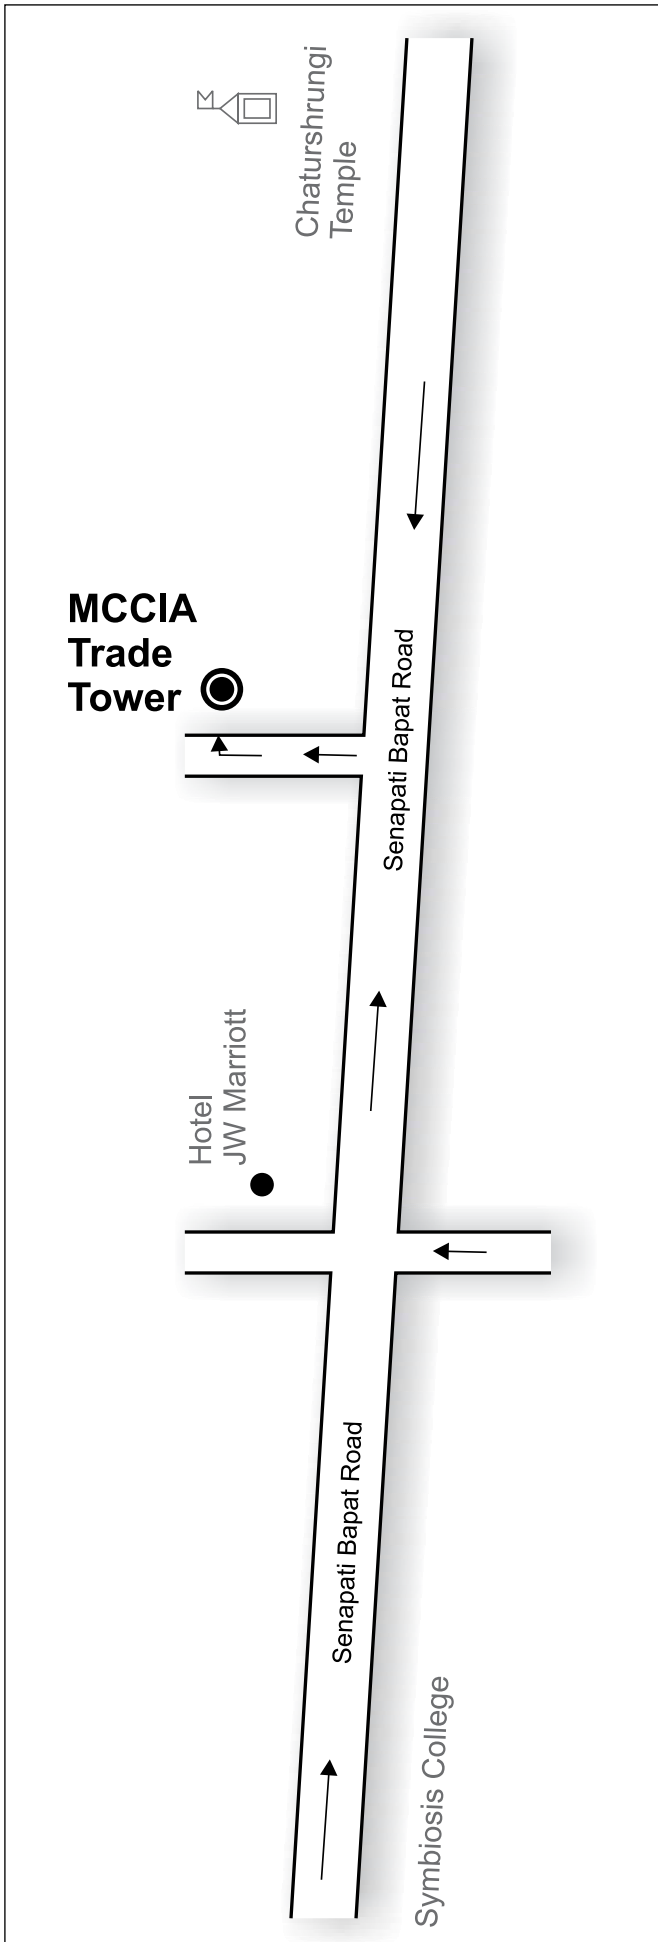 Chaturshrungi
Temple
MCCIA
Trade
Tower
Senapati Bapat Road
Hotel
JW Marriott
Senapati Bapat Road
Symbiosis College